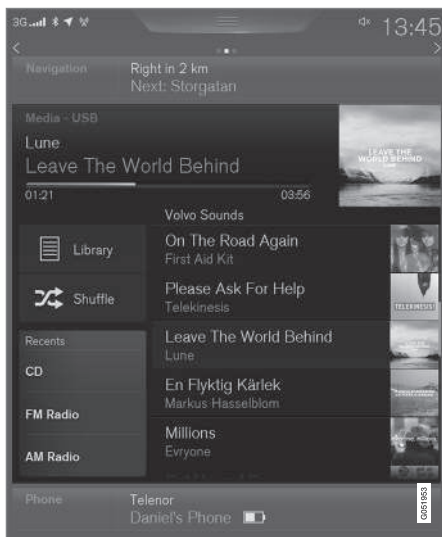 3G 13:45
Navigation
Right in 2 km
Next: Storgatan
Media - USB
Lune
Leave The World Behind
01:21 03:56
LEAVE THE
WORLD BEHIND
LUNE
Volvo Sounds
Library
Shuffle
On The Road Again
First Aid Kit
Please Ask For Help
Telekinesis
TELEKINESIS!
Leave The World Behind
Lune
En Flyktig Kärlek
Markus Hasselblom
Millions
Evryone
Recents
CD
FM Radio
AM Radio
Phone
Telenor
Daniel's Phone
G051953